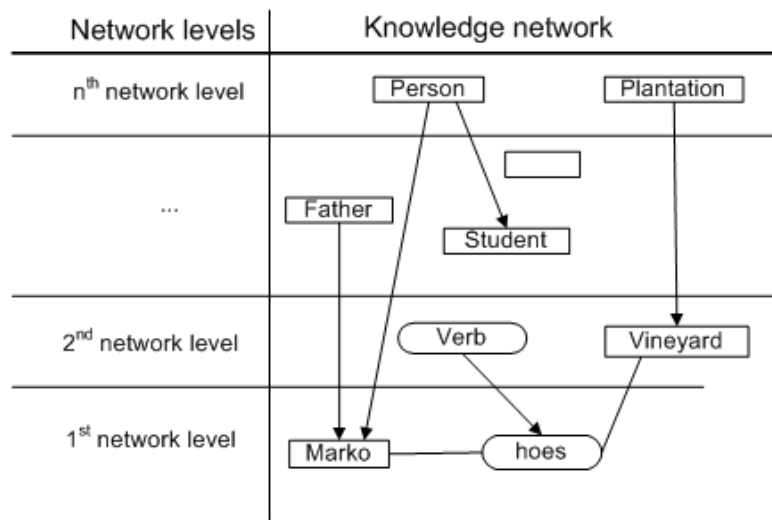 Network levels
Knowledge network
nth network level
Person
Plantation
...
Father
Student
2nd network level
Verb
Vineyard
1st network level
Marko
hoes